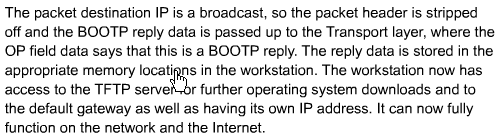 The packet destination IP is a broadcast, so the packet header is stripped
off and the BOOTP reply data is passed up to the Transport layer, where the
OP field data says that this is a BOOTP reply. The reply data is stored in the
appropriate memory locations in the workstation. The workstation now has
access to the TFTP server for further operating system downloads and to
the default gateway as well as having its own IP address. It can now fully
function on the network and the Internet.